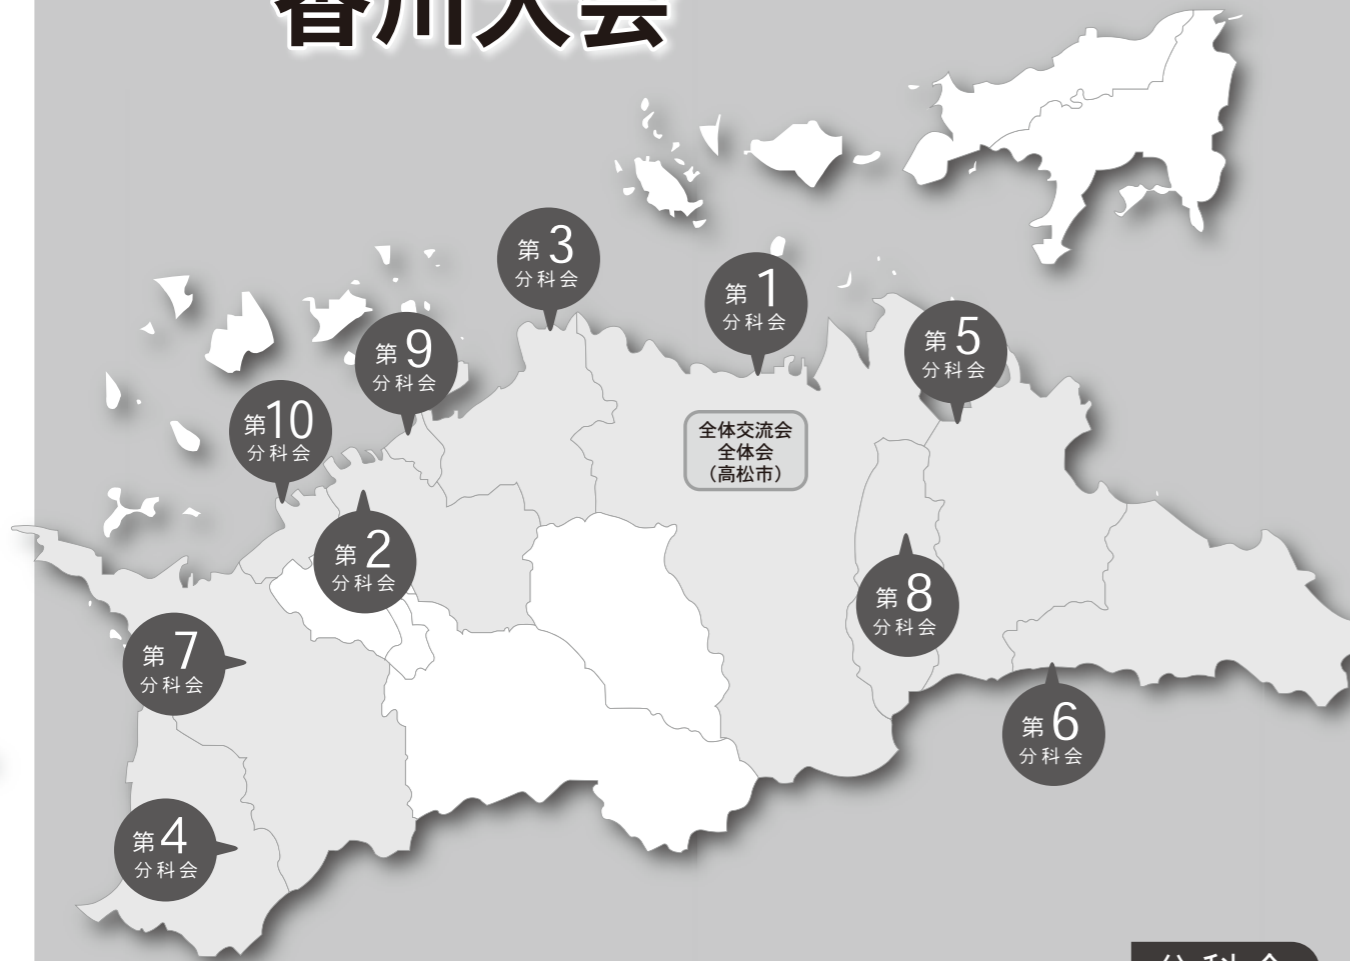 香川大会
第3
分科会
第1
分科会
第5
分科会
第9
分科会
第10
分科会
全体交流会
全体会
（高松市）
第2
分科会
第8
分科会
第7
分科会
第6
分科会
第4
分科会
分科会